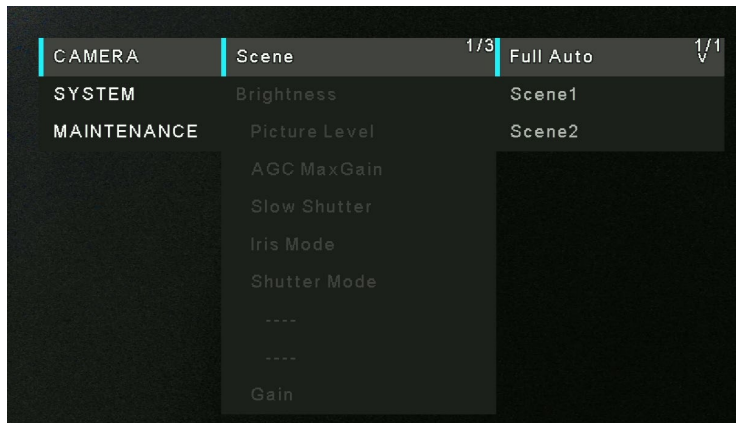 CAMERA
SYSTEM
MAINTENANCE
Scene 1/3
Brightness
Picture Level
AGC MaxGain
Slow Shutter
Iris Mode
Shutter Mode
----
----
Gain
Full Auto 1/1
v
Scene1
Scene2